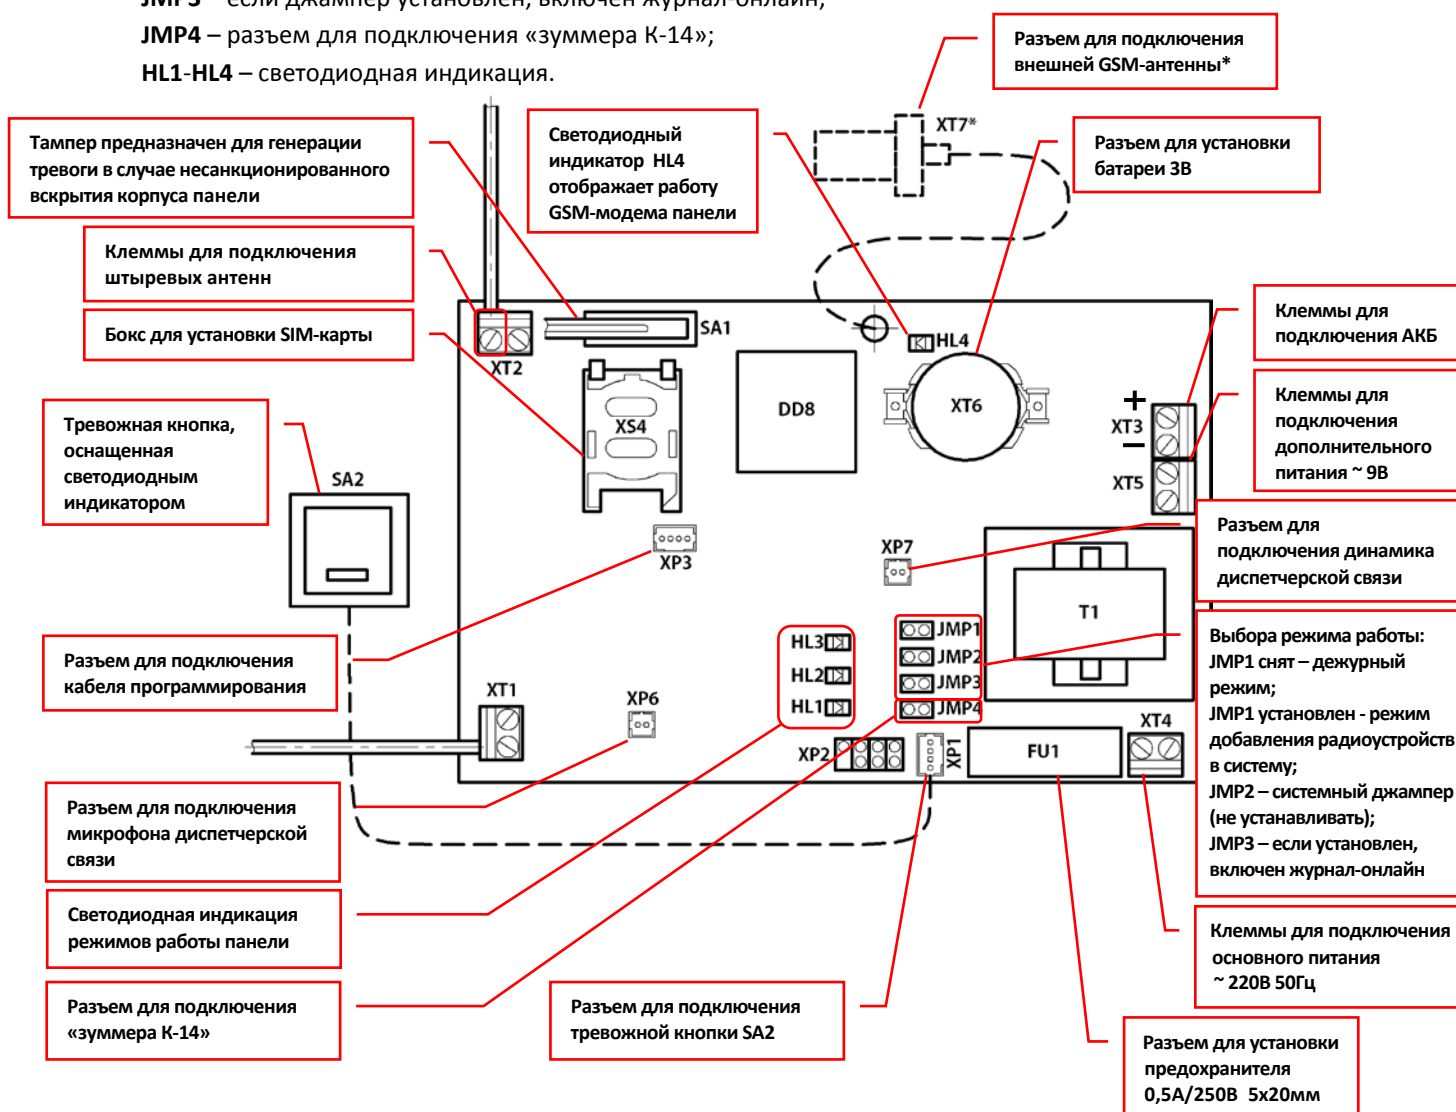 JMP3 – если джампер установлен, включен журнал-онлайн;
JMP4 – разъем для подключения «зуммера К-14»;
HL1-HL4 – светодиодная индикация.
Разъем для подключения
внешней GSM-антенны*
Тампер предназначен для генерации
тревоги в случае несанкционированного
вскрытия корпуса панели
Светодиодный
индикатор HL4
отображает работу
GSM-модема панели
XT7*
Разъем для установки
батареи 3В
Клеммы для подключения
штыревых антенн
Бокс для установки SIM-карты
XT2
SA1
HL4
Клеммы для
подключения АКБ
Тревожная кнопка,
оснащенная
светодиодным
индикатором
SA2
XS4
DD8
XT6
+
XT3
–
XT5
Клеммы для
подключения
дополнительного
питания ~ 9В
XP3
XP7
Разъем для
подключения динамика
диспетчерской связи
T1
Разъем для подключения
кабеля программирования
XT1
XP6
HL3
HL2
HL1
JMP1
JMP2
JMP3
JMP4
XP2
XP1
FU1
XT4
Выбора режима работы:
JMP1 снят – дежурный
режим;
JMP1 установлен - режим
добавления радиоустройств
в систему;
JMP2 – системный джампер
(не устанавливать);
JMP3 – если установлен,
включен журнал-онлайн
Разъем для подключения
микрофона диспетчерской
связи
Светодиодная индикация
режимов работы панели
Разъем для подключения
«зуммера К-14»
Разъем для подключения
тревожной кнопки SA2
Клеммы для подключения
основного питания
~ 220В 50Гц
Разъем для установки
предохранителя
0,5А/250В 5х20мм